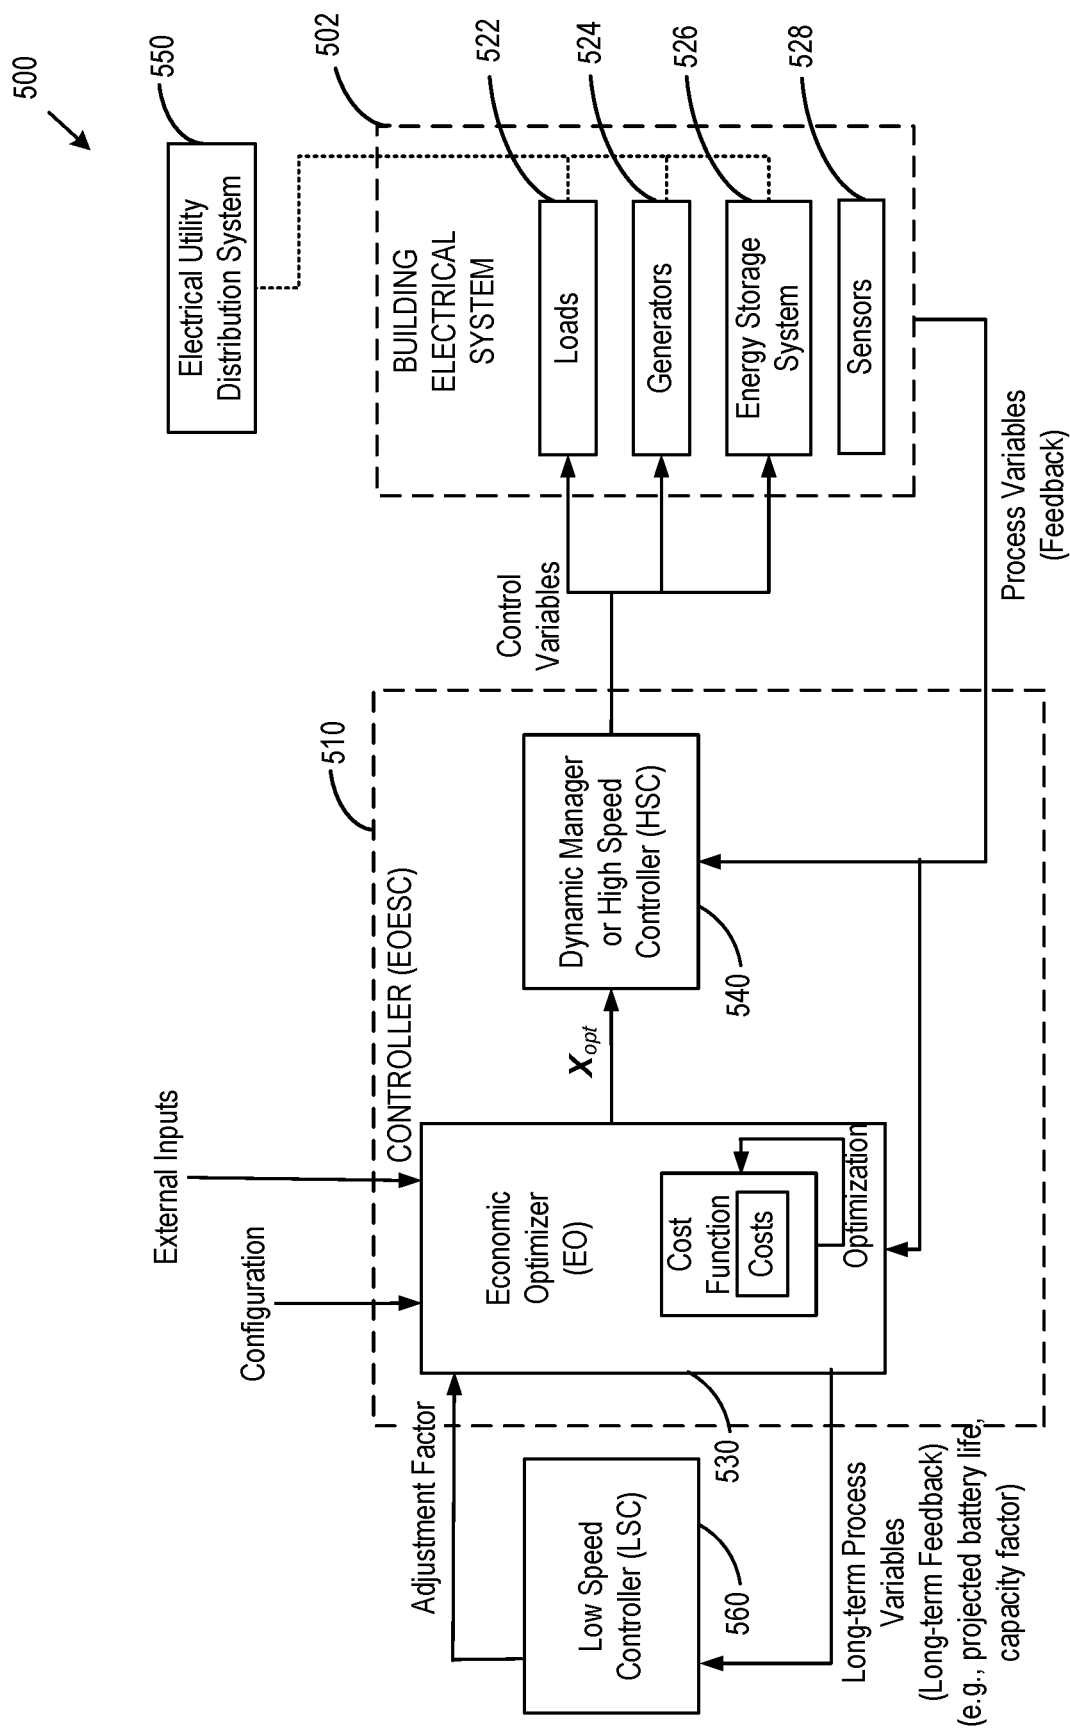 500
Electrical Utility
Distribution System
550
502
BUILDING
ELECTRICAL
SYSTEM
Loads
522
Generators
524
Energy Storage
System
526
Sensors
528
Control
Variables
Process Variables
(Feedback)
510
CONTROLLER (EOESC)
Dynamic Manager
or High Speed
Controller (HSC)
540
Xopt
External Inputs
Configuration
Economic
Optimizer
(EO)
Cost
Function
Costs
Optimization
530
Adjustment Factor
Low Speed
Controller (LSC)
560
Long-term Process
Variables
(Long-term Feedback)
(e.g., projected battery life,
capacity factor)